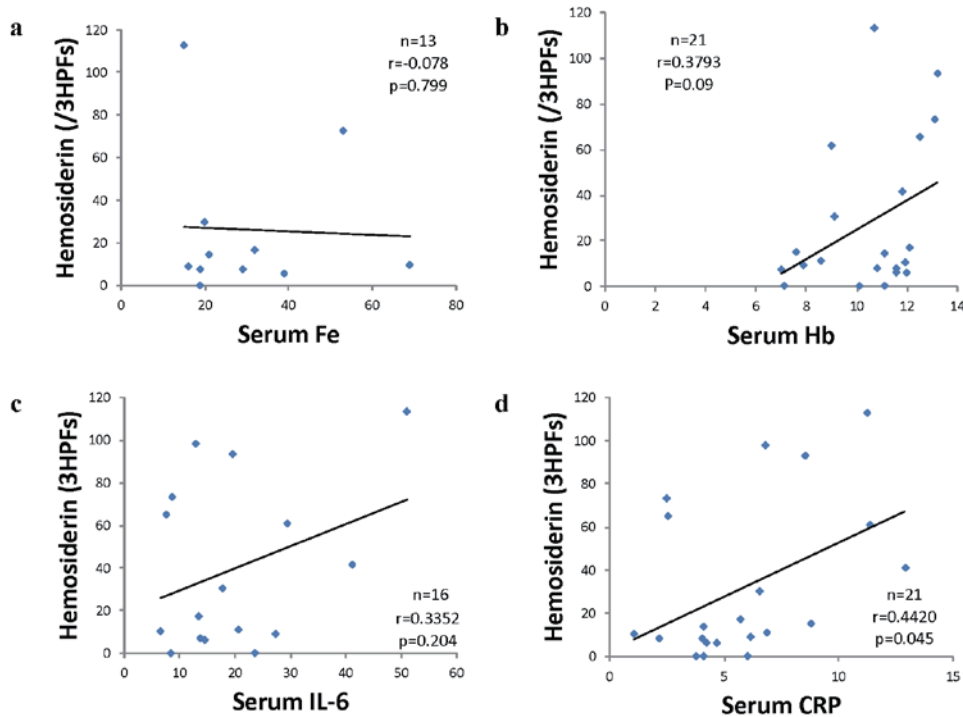 a
Hemosiderin (/3HPFs)
120
100
80
60
40
20
0
0 20 40 60 80
Serum Fe
n=13
r=-0.078
p=0.799
b
Hemosiderin (/3HPFs)
120
100
80
60
40
20
0
0 2 4 6 8 10 12 14
Serum Hb
n=21
r=0.3793
P=0.09
c
Hemosiderin (3HPFs)
120
100
80
60
40
20
0
0 10 20 30 40 50 60
Serum IL-6
n=16
r=0.3352
p=0.204
d
Hemosiderin (3HPFs)
120
100
80
60
40
20
0
0 5 10 15
Serum CRP
n=21
r=0.4420
p=0.045